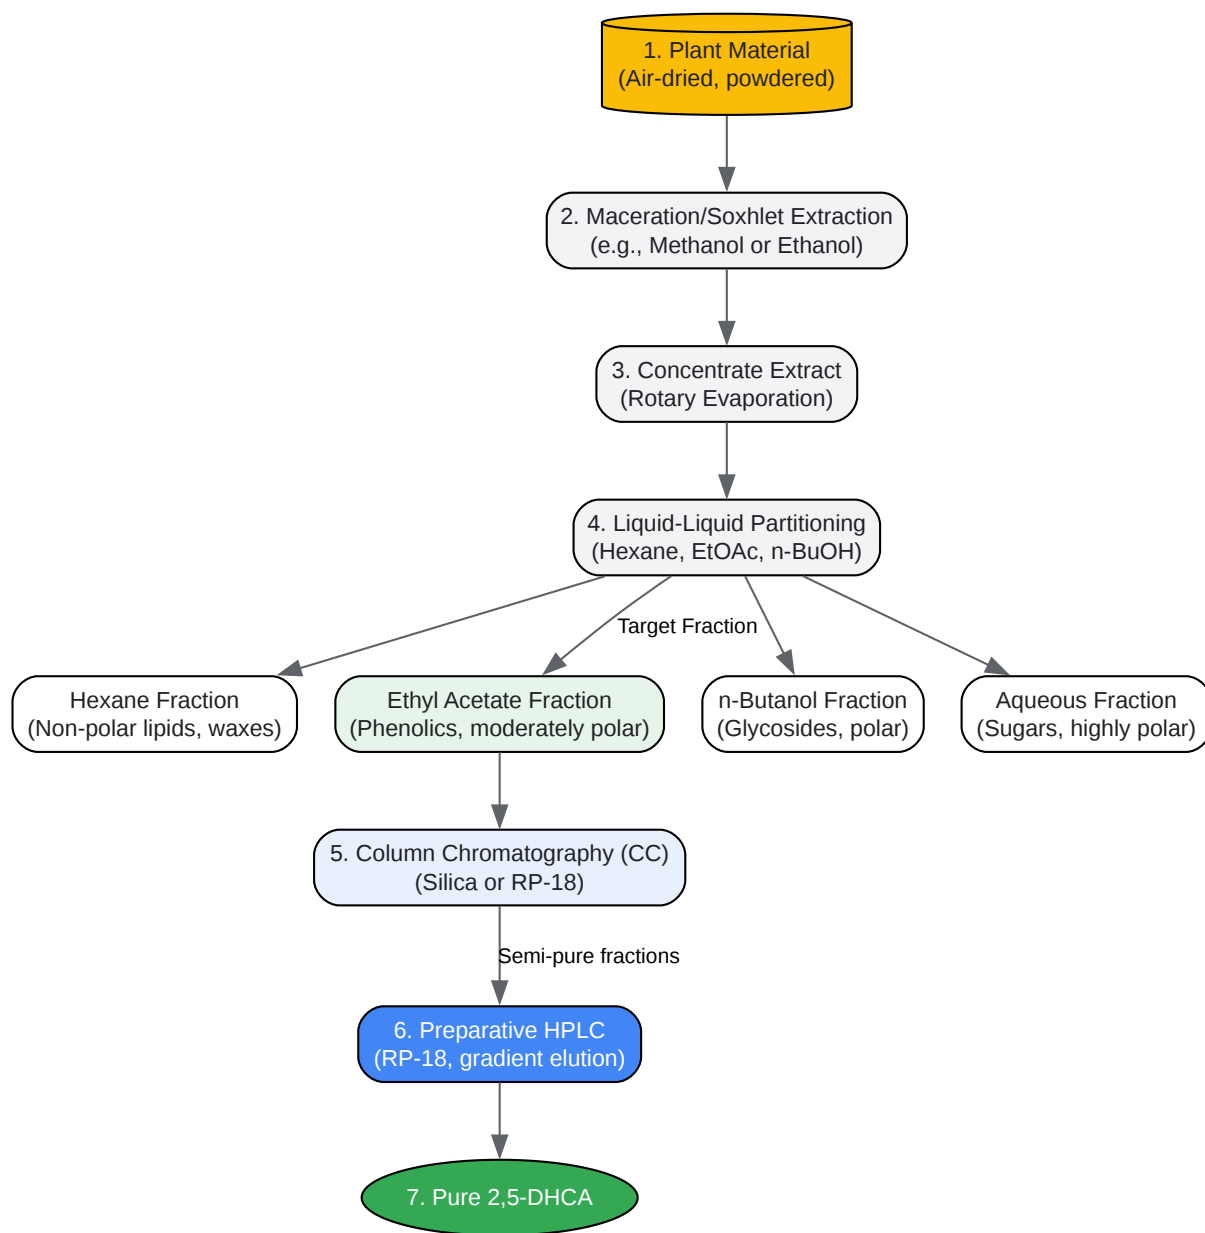 1. Plant Material
(Air-dried, powdered)
2. Maceration/Soxhlet Extraction
(e.g., Methanol or Ethanol)
3. Concentrate Extract
(Rotary Evaporation)
4. Liquid-Liquid Partitioning
(Hexane, EtOAc, n-BuOH)
Target Fraction
Hexane Fraction
(Non-polar lipids, waxes)
Ethyl Acetate Fraction
(Phenolics, moderately polar)
n-Butanol Fraction
(Glycosides, polar)
Aqueous Fraction
(Sugars, highly polar)
5. Column Chromatography (CC)
(Silica or RP-18)
Semi-pure fractions
6. Preparative HPLC
(RP-18, gradient elution)
7. Pure 2,5-DHCA